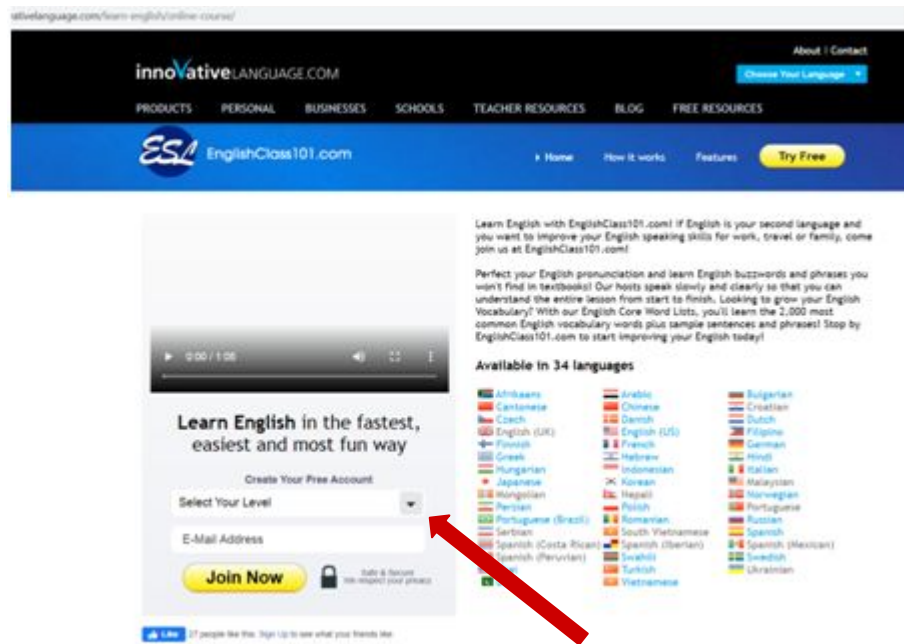 ativelanguage.com/learn-english/online-course/
About | Contact
innoVativeLANGUAGE.COM
Choose Your Language
PRODUCTS PERSONAL BUSINESSES SCHOOLS TEACHER RESOURCES BLOG FREE RESOURCES
ESL EnglishClass101.com
Home How it works Features Try Free
Learn English with EnglishClass101.com! If English is your second language and
you want to improve your English speaking skills for work, travel or family, come
join us at EnglishClass101.com!
Perfect your English pronunciation and learn English buzzwords and phrases you
won't find in textbooks! Our hosts speak slowly and clearly so that you can
understand the entire lesson from start to finish. Looking to grow your English
Vocabulary? With our English Core Word Lists, you'll learn the 2,000 most
common English vocabulary words plus sample sentences and phrases! Stop by
EnglishClass101.com to start improving your English today!
0:00 / 1:08
Available in 34 languages
Afrikaans Arabic Bulgarian
Cantonese Chinese Croatian
Czech Danish Dutch
English (UK) English (US) Filipino
Finnish French German
Greek Hebrew Hindi
Hungarian Indonesian Italian
Japanese Korean Malaysian
Mongolian Nepali Norwegian
Persian Polish Portuguese
Portuguese (Brazil) Romanian Russian
Serbian South Vietnamese Spanish
Spanish (Costa Rican) Spanish (Iberian) Spanish (Mexican)
Spanish (Peruvian) Swahili Swedish
Turkish Ukrainian
Vietnamese
Learn English in the fastest,
easiest and most fun way
Create Your Free Account
Select Your Level
E-Mail Address
Join Now
Safe & Secure
We respect your privacy
Like 27 people like this. Sign Up to see what your friends like.